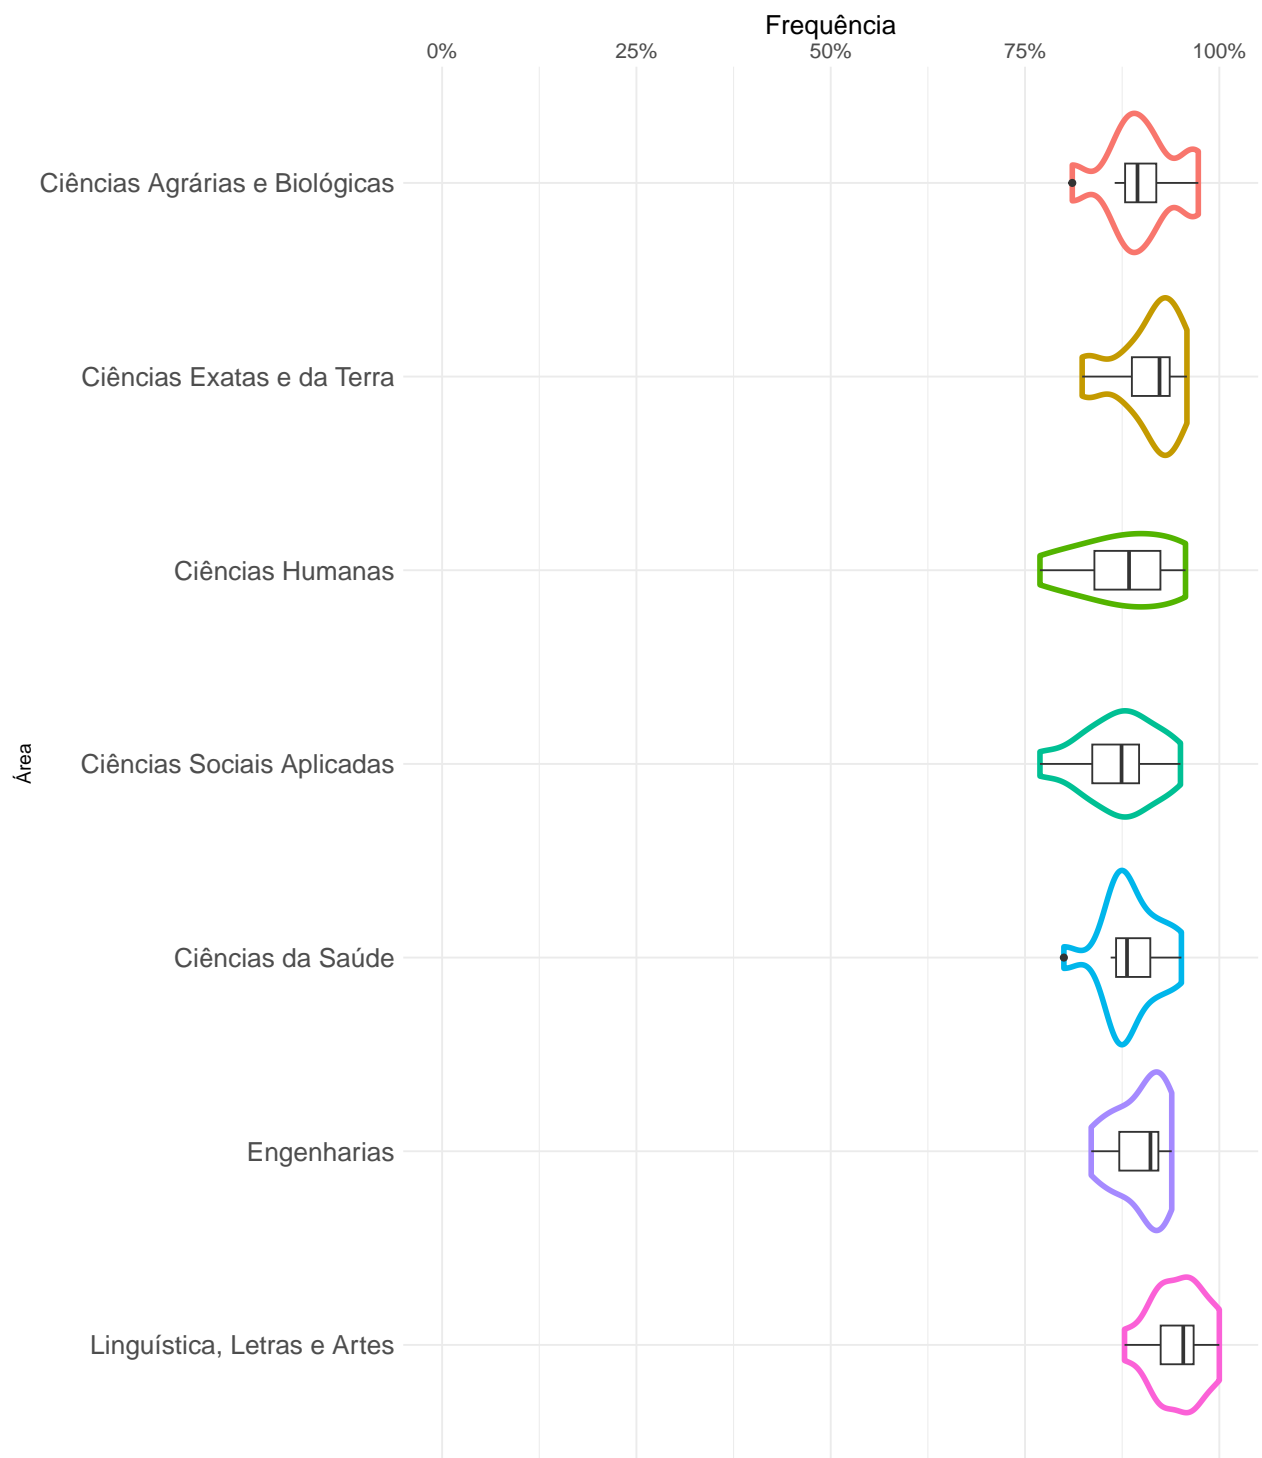 Frequência
0% 25% 50% 75% 100%
Ciências Agrárias e Biológicas
Ciências Exatas e da Terra
Ciências Humanas
Área
Ciências Sociais Aplicadas
Ciências da Saúde
Engenharias
Linguística, Letras e Artes